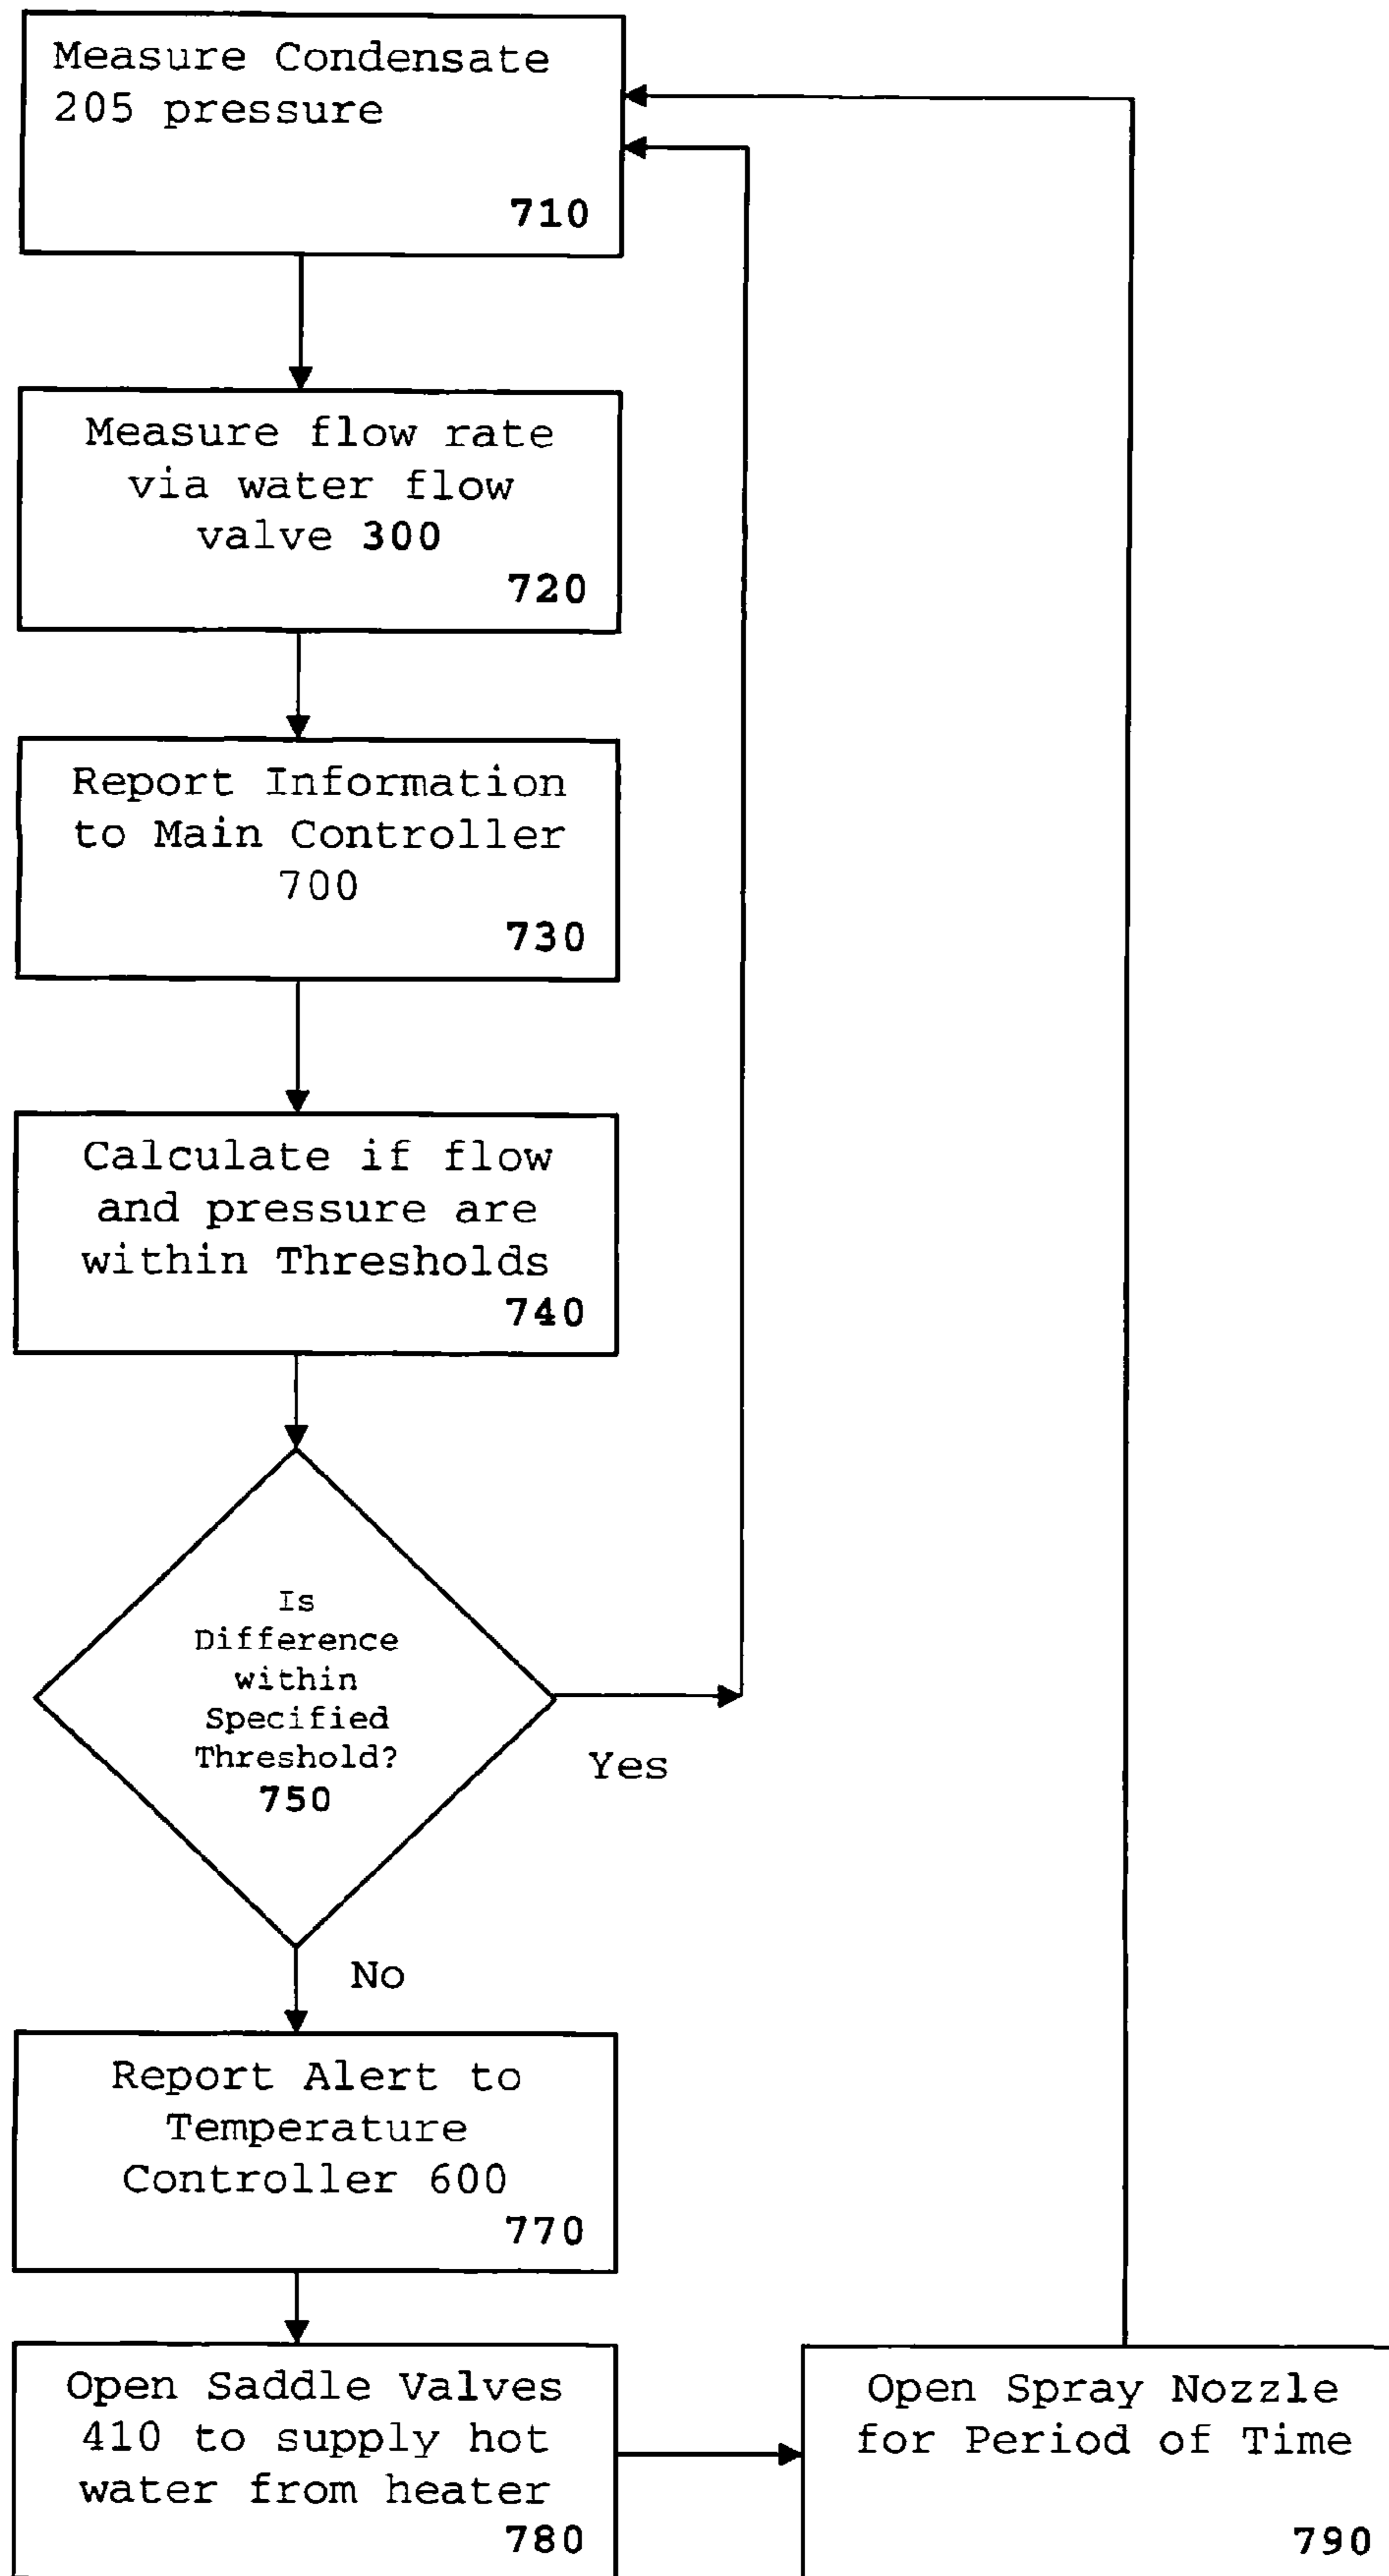 Measure Condensate
205 pressure
710
Measure flow rate
via water flow
valve 300
720
Report Information
to Main Controller
700
730
Calculate if flow
and pressure are
within Thresholds
740
Is
Difference
within
Specified
Threshold?
750
Yes
No
Report Alert to
Temperature
Controller 600
770
Open Saddle Valves
410 to supply hot
water from heater
780
Open Spray Nozzle
for Period of Time
790